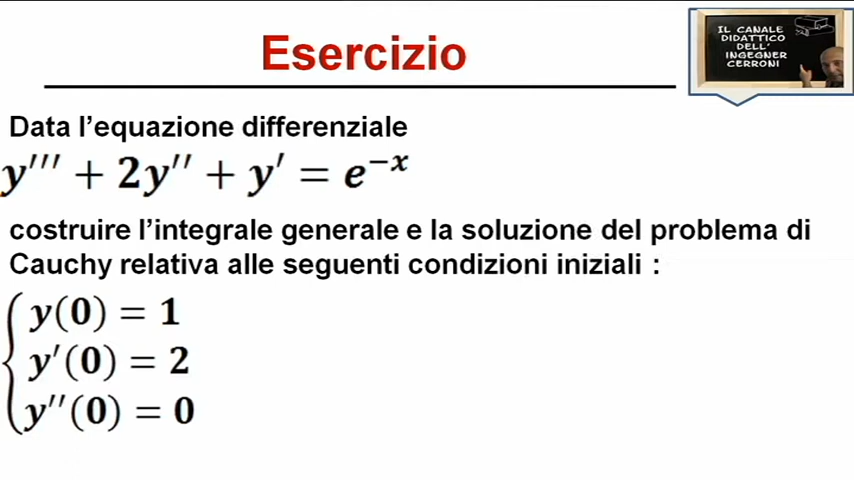 Esercizio
IL CANALE
DIDATTICO
DELL'
INGEGNER
CERRONI
Data l'equazione differenziale
y''' + 2y'' + y' = e^{-x}
costruire l'integrale generale e la soluzione del problema di
Cauchy relativa alle seguenti condizioni iniziali :
y(0) = 1
y'(0) = 2
y''(0) = 0